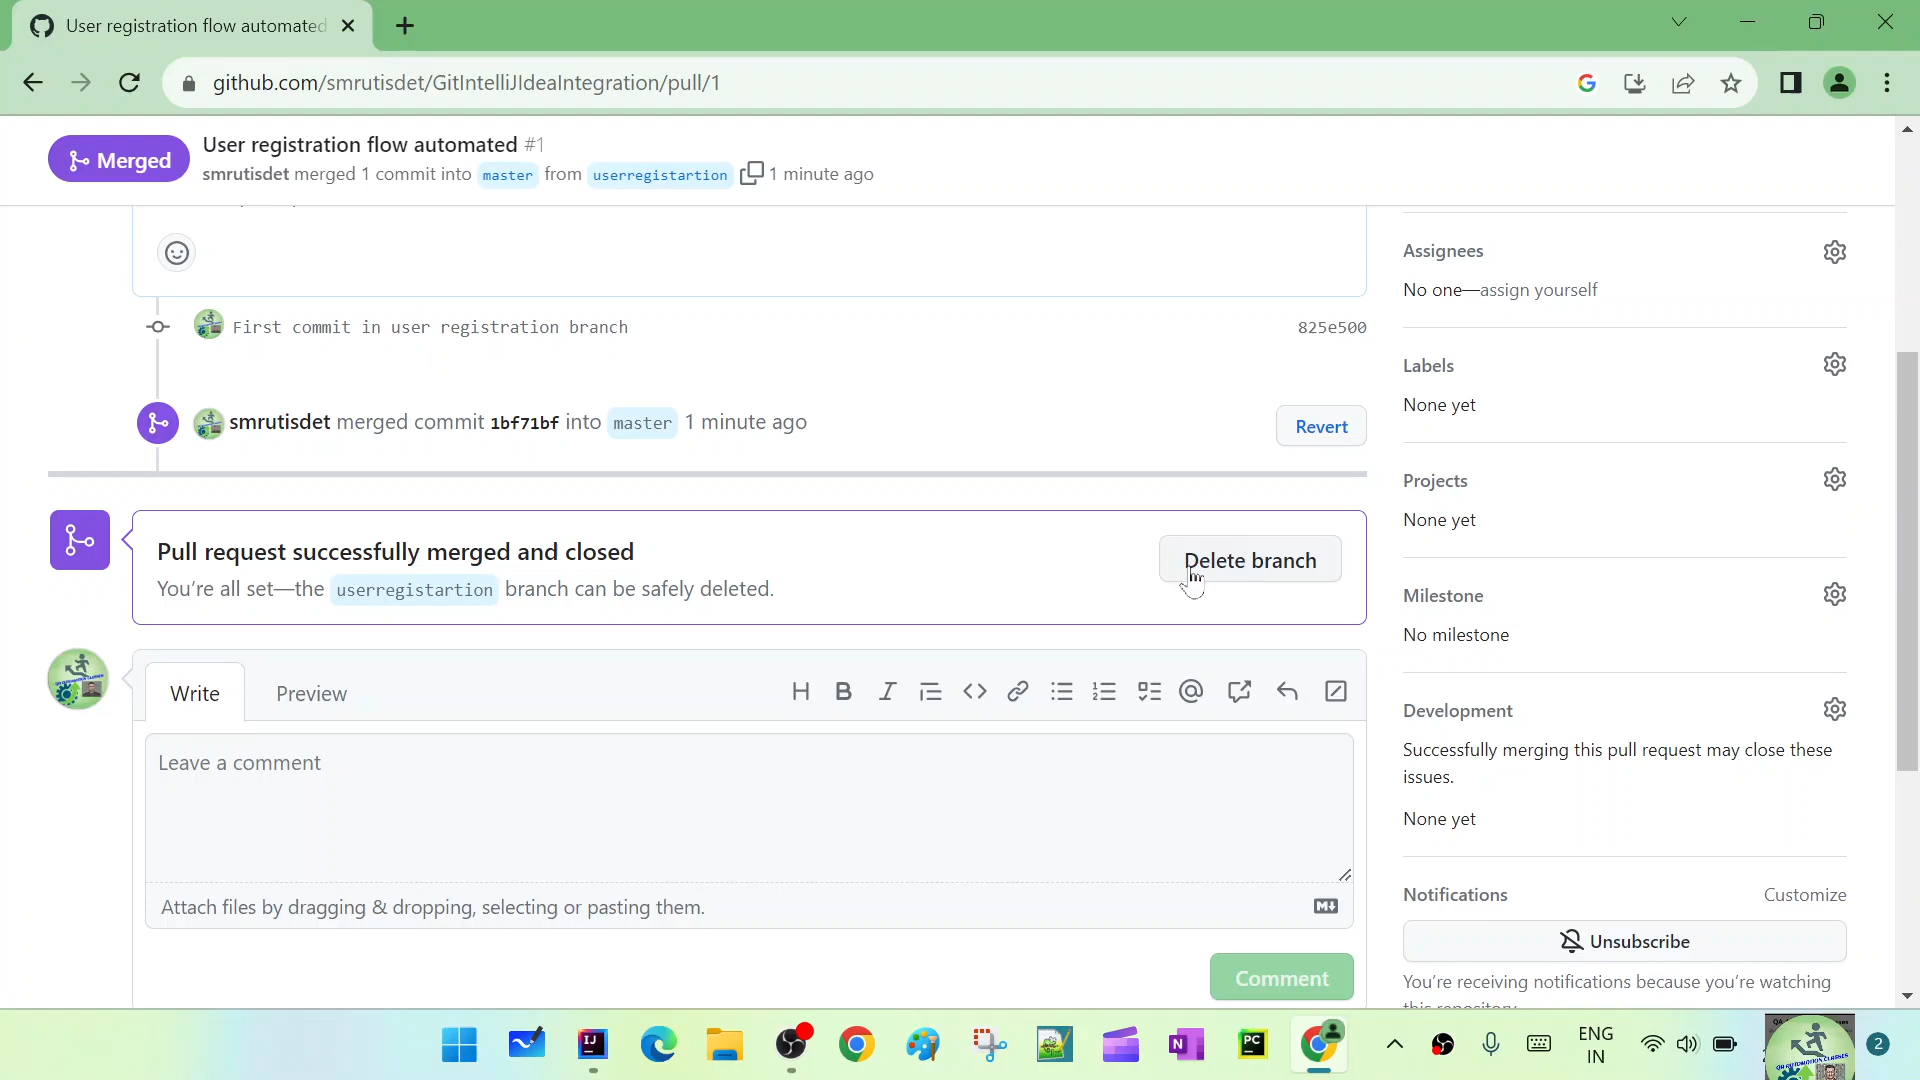 User registration flow automated
github.com/smrutisdet/GitIntelliJIdeaIntegration/pull/1
Merged
User registration flow automated #1
smrutisdet merged 1 commit into master from userregistartion 1 minute ago
First commit in user registration branch 825e500
smrutisdet merged commit 1bf71bf into master 1 minute ago
Revert
Pull request successfully merged and closed
You're all set—the userregistartion branch can be safely deleted.
Delete branch
Write Preview
Leave a comment
Attach files by dragging & dropping, selecting or pasting them.
Comment
Assignees
No one—assign yourself
Labels
None yet
Projects
None yet
Milestone
No milestone
Development
Successfully merging this pull request may close these
issues.
None yet
Notifications Customize
Unsubscribe
You're receiving notifications because you're watching
this repository.
ENG
IN
2